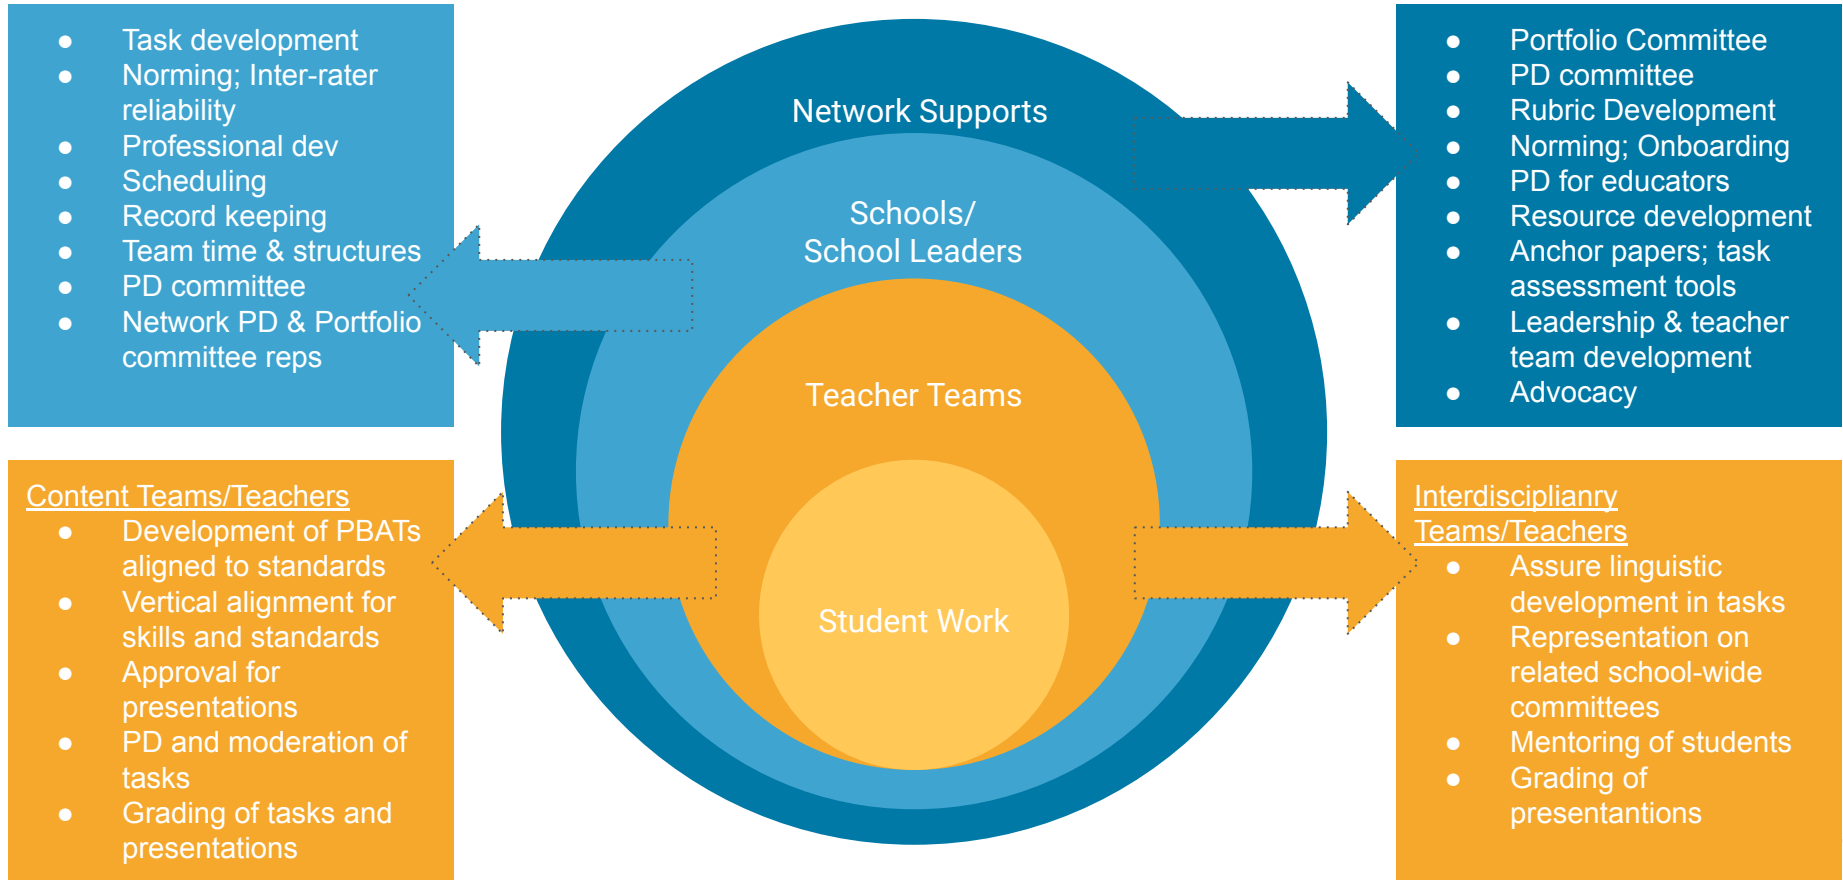 ● Task development
● Norming; Inter-rater
reliability
● Professional dev
● Scheduling
● Record keeping
● Team time & structures
● PD committee
● Network PD & Portfolio
committee reps
Network Supports
Schools/
School Leaders
Teacher Teams
Student Work
● Portfolio Committee
● PD committee
● Rubric Development
● Norming; Onboarding
● PD for educators
● Resource development
● Anchor papers; task
assessment tools
● Leadership & teacher
team development
● Advocacy
Content Teams/Teachers
● Development of PBATs
aligned to standards
● Vertical alignment for
skills and standards
● Approval for
presentations
● PD and moderation of
tasks
● Grading of tasks and
presentations
Interdisciplianry
Teams/Teachers
● Assure linguistic
development in tasks
● Representation on
related school-wide
committees
● Mentoring of students
● Grading of
presentantions